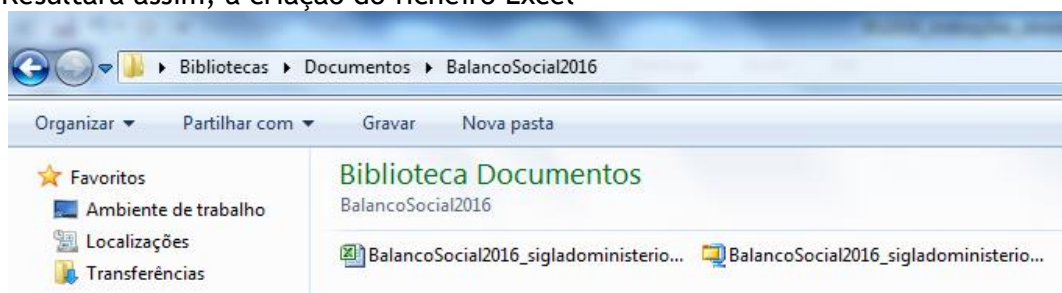 Resultará assim, a criação do ficheiro Excel
Bibliotecas Documentos BalancoSocial2016
Organizar Partilhar com Gravar Nova pasta
Favoritos
Ambiente de trabalho
Localizações
Transferências
Biblioteca Documentos
BalancoSocial2016
BalancoSocial2016_sigladoministerio... BalancoSocial2016_sigladoministerio...